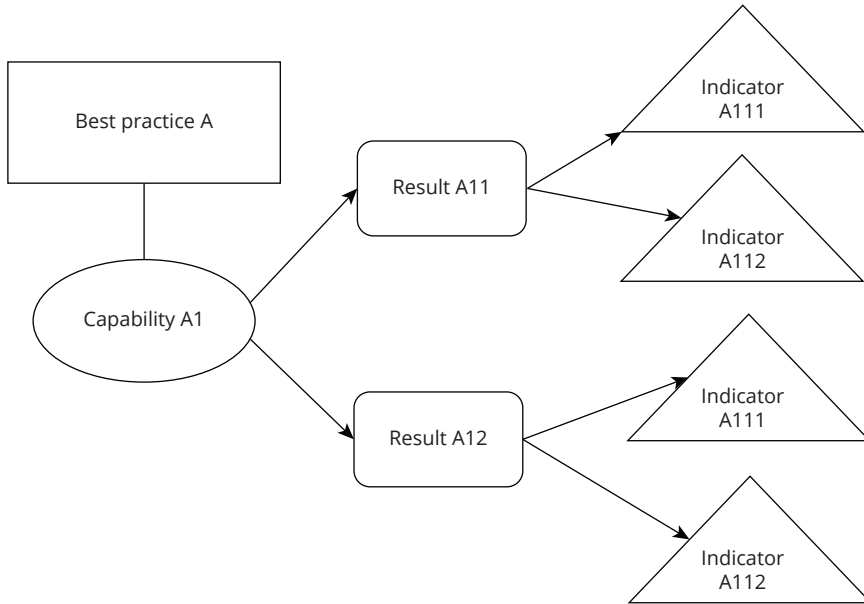 Best practice A
Capability A1
Result A11
Indicator
A111
Indicator
A112
Result A12
Indicator
A111
Indicator
A112